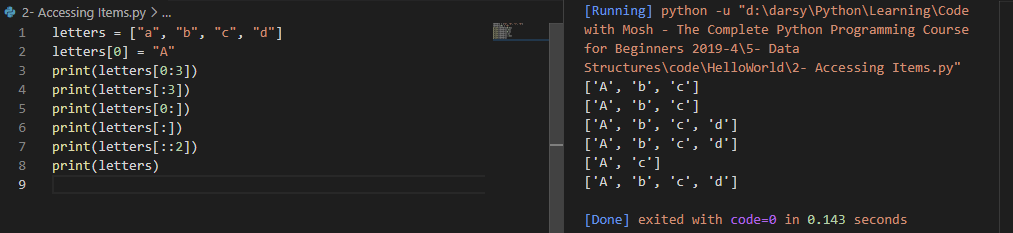 2- Accessing Items.py > ...
1 letters = ["a", "b", "c", "d"]
2 letters[0] = "A"
3 print(letters[0:3])
4 print(letters[:3])
5 print(letters[0:])
6 print(letters[:])
7 print(letters[::2])
8 print(letters)
9
[Running] python -u "d:\darsy\Python\Learning\Code
with Mosh - The Complete Python Programming Course
for Beginners 2019-4\5- Data
Structures\code\HelloWorld\2- Accessing Items.py"
['A', 'b', 'c']
['A', 'b', 'c']
['A', 'b', 'c', 'd']
['A', 'b', 'c', 'd']
['A', 'c']
['A', 'b', 'c', 'd']
[Done] exited with code=0 in 0.143 seconds